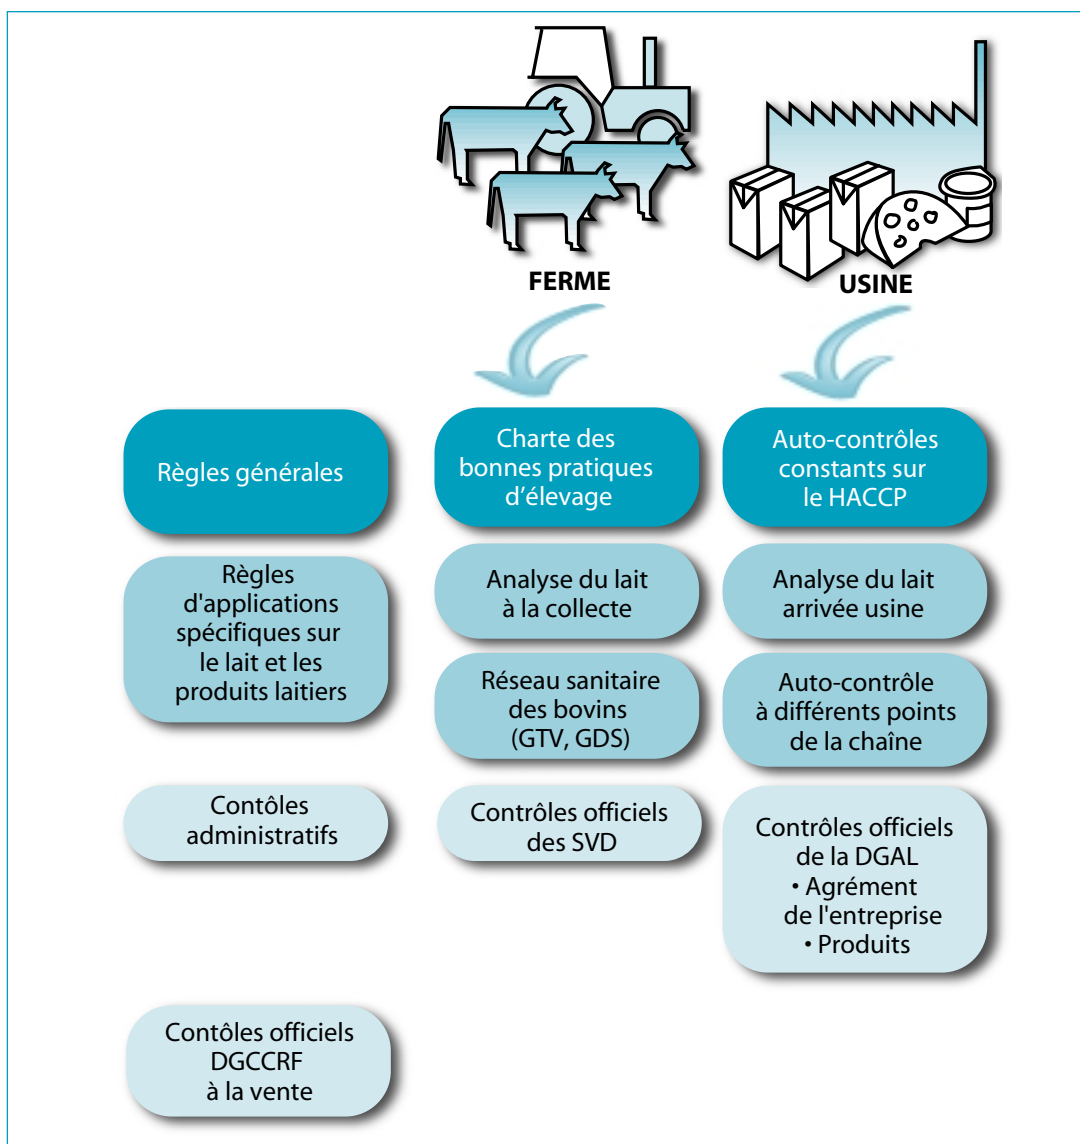 FERME
USINE
Règles générales
Charte des
bonnes pratiques
d'élevage
Auto-contrôles
constants sur
le HACCP
Règles
d'applications
spécifiques sur
le lait et les
produits laitiers
Analyse du lait
à la collecte
Analyse du lait
arrivée usine
Réseau sanitaire
des bovins
(GTV, GDS)
Auto-contrôle
à différents points
de la chaîne
Contôles
administratifs
Contrôles officiels
des SVD
Contrôles officiels
de la DGAL
• Agrément
de l'entreprise
• Produits
Contôles officiels
DGCCRF
à la vente